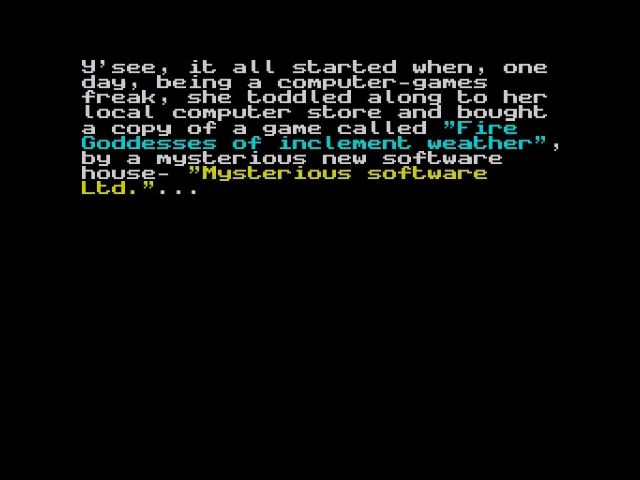 Y'see, it all started when, one
day, being a computer-games
freak, she toddled along to her
local computer store and bought
a copy of a game called "Fire
Goddesses of inclement weather",
by a mysterious new software
house- "Mysterious software
Ltd."...